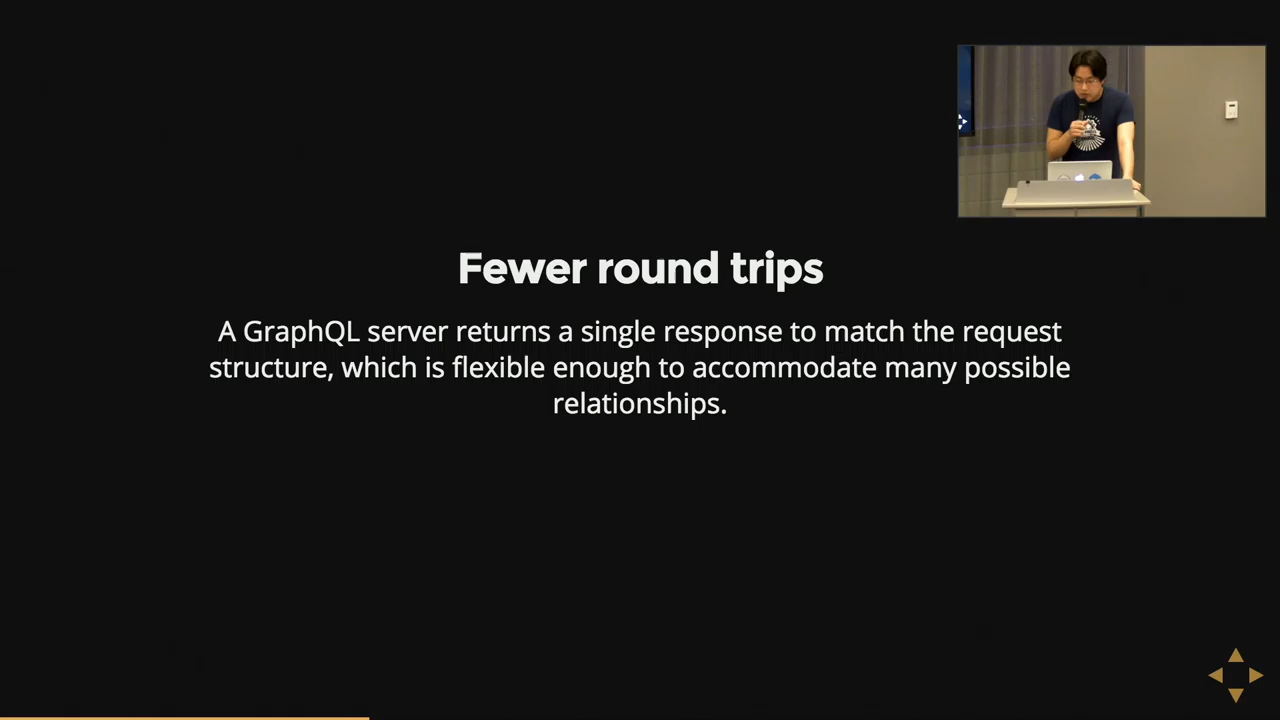 Fewer round trips
A GraphQL server returns a single response to match the request
structure, which is flexible enough to accommodate many possible
relationships.